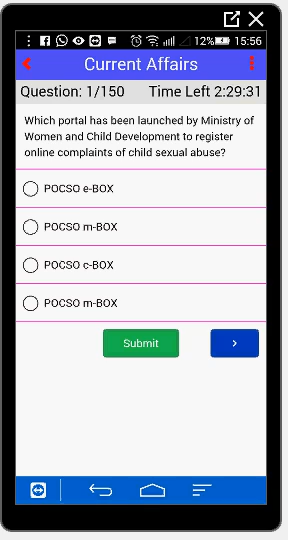 12% 15:56
Current Affairs
Question: 1/150 Time Left 2:29:31
Which portal has been launched by Ministry of
Women and Child Development to register
online complaints of child sexual abuse?
POCSO e-BOX
POCSO m-BOX
POCSO c-BOX
POCSO m-BOX
Submit